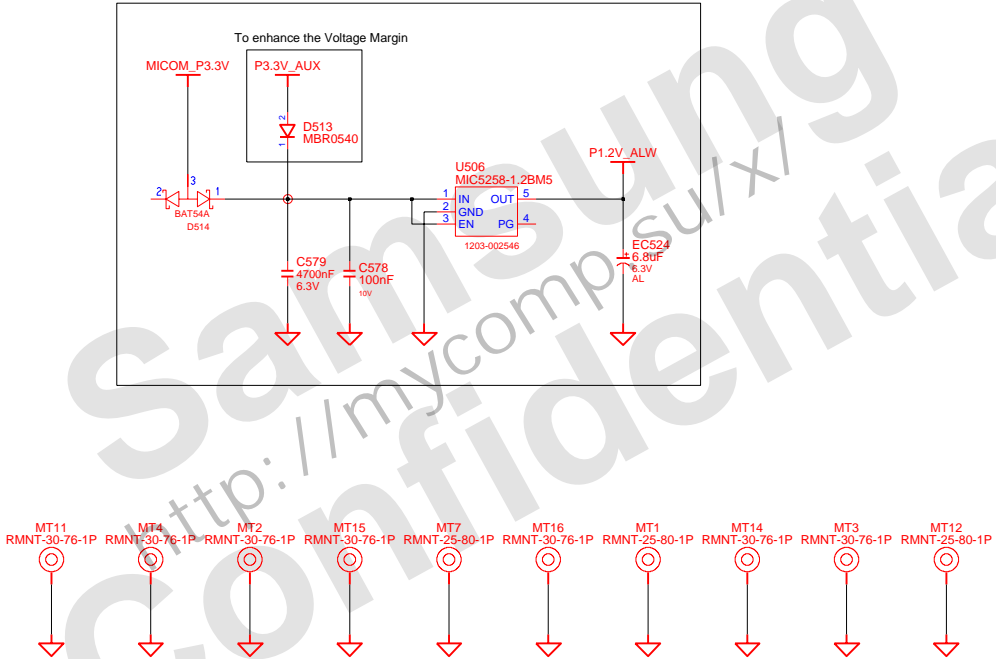 To enhance the Voltage Margin
MICOM_P3.3V
P3.3V_AUX
2
D513
MBR0540
1
P1.2V_ALW
3
2
1
BAT54A
D514
U506
MIC5258-1.2BM5
1 IN OUT 5
2 GND
3 EN PG 4
1203-002546
C579
4700nF
6.3V
C578
100nF
10V
EC524
6.8uF
6.3V
AL
MT11
RMNT-30-76-1P
MT4
RMNT-30-76-1P
MT2
RMNT-30-76-1P
MT15
RMNT-30-76-1P
MT7
RMNT-25-80-1P
MT16
RMNT-30-76-1P
MT1
RMNT-25-80-1P
MT14
RMNT-30-76-1P
MT3
RMNT-30-76-1P
MT12
RMNT-25-80-1P
Samsung
Confidentia
http://mycomp.su/x/